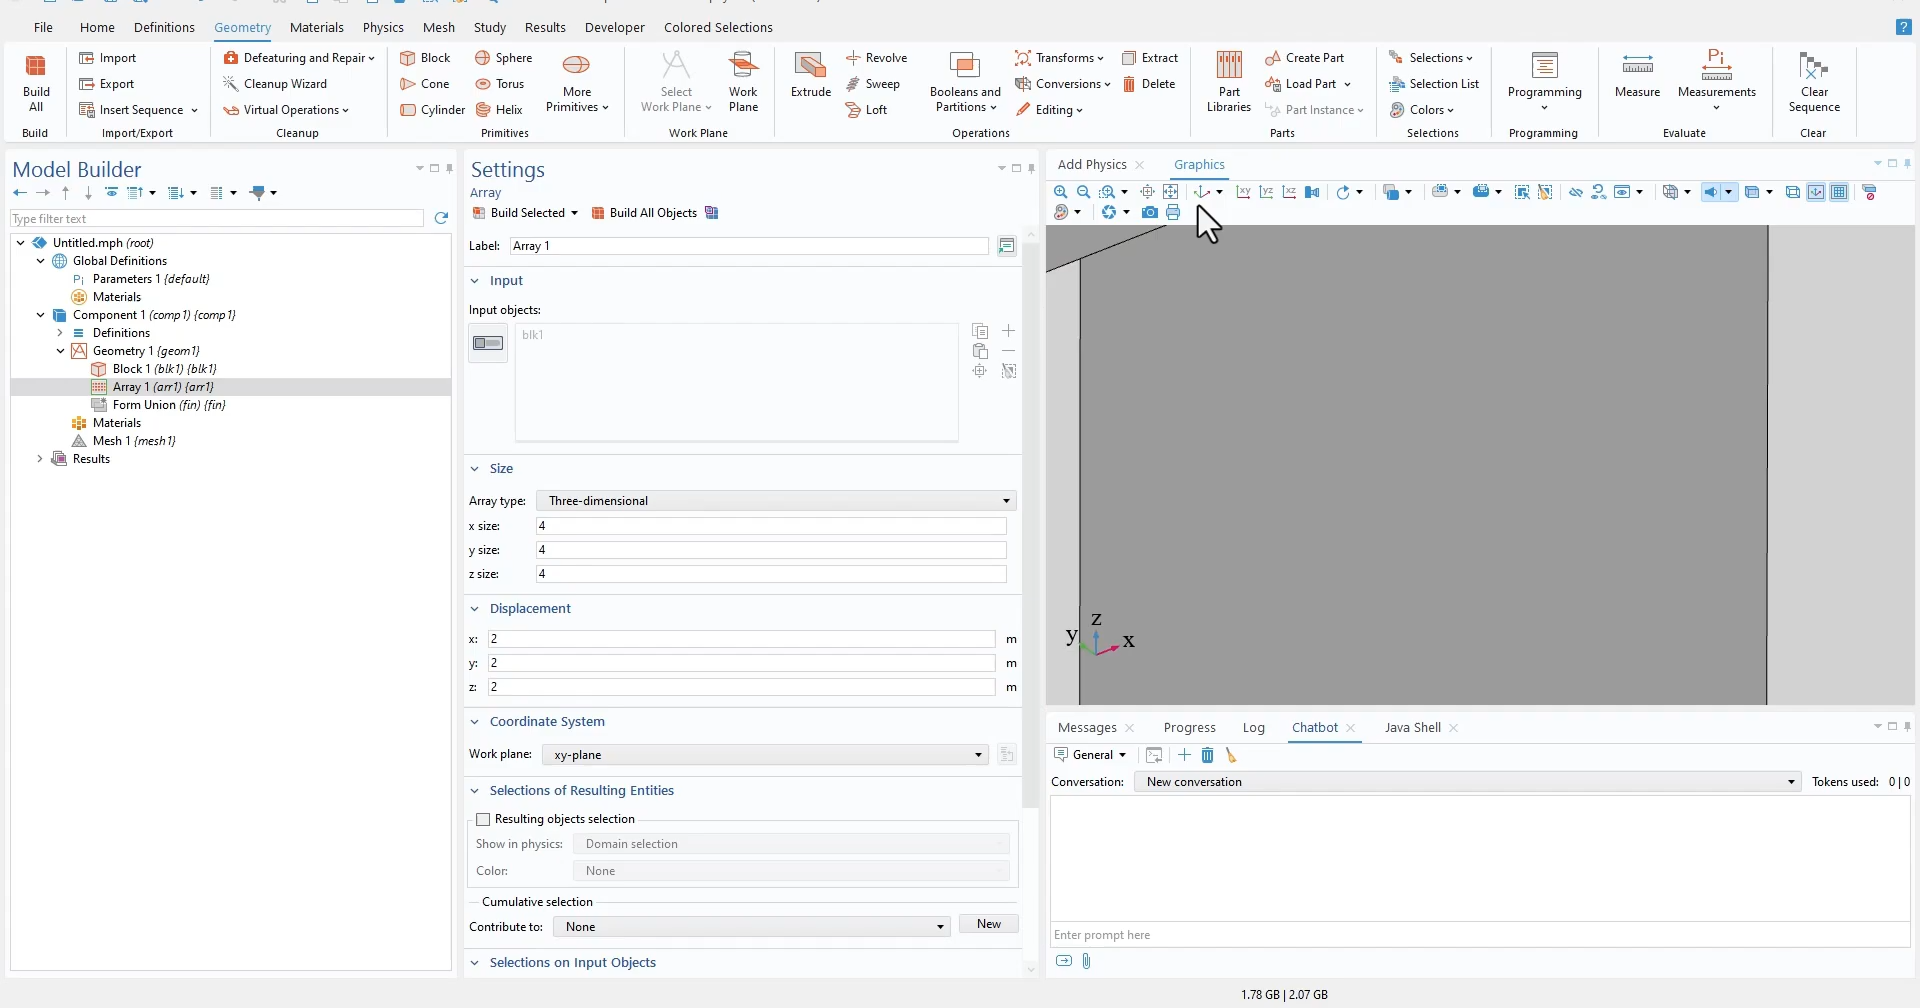 File Home Definitions Geometry Materials Physics Mesh Study Results Developer Colored Selections
Build All
Build
Import
Export
Insert Sequence
Import/Export
Defeaturing and Repair
Cleanup Wizard
Virtual Operations
Cleanup
Block
Cone
Cylinder
Sphere
Torus
Helix
More Primitives
Primitives
Select Work Plane
Work Plane
Work Plane
Extrude
Revolve
Sweep
Loft
Booleans and Partitions
Transforms
Conversions
Editing
Extract
Delete
Operations
Part Libraries
Create Part
Load Part
Part Instance
Parts
Selections
Selection List
Colors
Selections
Programming
Programming
Measure
Measurements
Evaluate
Clear Sequence
Clear
Model Builder
Type filter text
Untitled.mph (root)
Global Definitions
Parameters 1 {default}
Materials
Component 1 (comp1) {comp1}
Definitions
Geometry 1 {geom1}
Block 1 (blk1) {blk1}
Array 1 (arr1) {arr1}
Form Union (fin) {fin}
Materials
Mesh 1 {mesh1}
Results
Settings
Array
Build Selected Build All Objects
Label: Array 1
Input
Input objects:
blk1
Size
Array type: Three-dimensional
x size: 4
y size: 4
z size: 4
Displacement
x: 2 m
y: 2 m
z: 2 m
Coordinate System
Work plane: xy-plane
Selections of Resulting Entities
Resulting objects selection
Show in physics: Domain selection
Color: None
Cumulative selection
Contribute to: None New
Selections on Input Objects
Add Physics Graphics
xy yz xz
z
y x
Messages Progress Log Chatbot Java Shell
General
Conversation: New conversation Tokens used: 0|0
Enter prompt here
1.78 GB | 2.07 GB